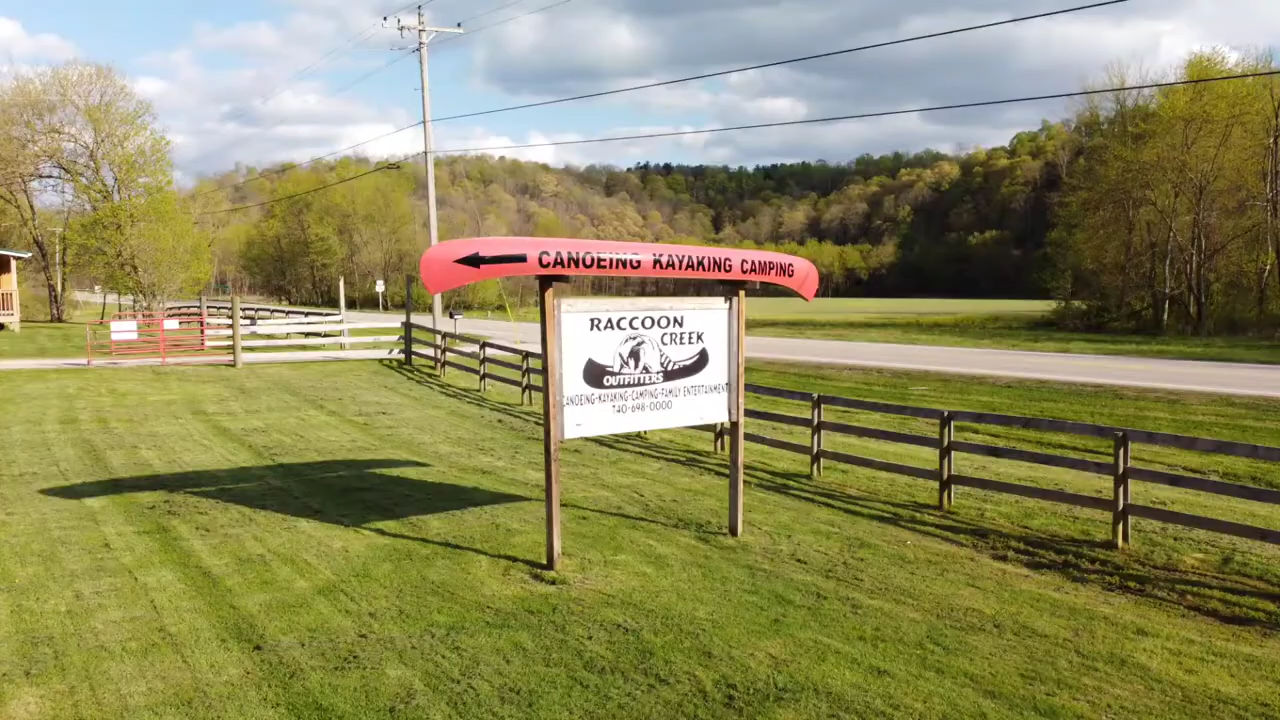 CANOEING KAYAKING CAMPING
RACCOON
CREEK
OUTFITTERS
CANOEING-KAYAKING-CAMPING-FAMILY ENTERTAINMENT
740-698-0000